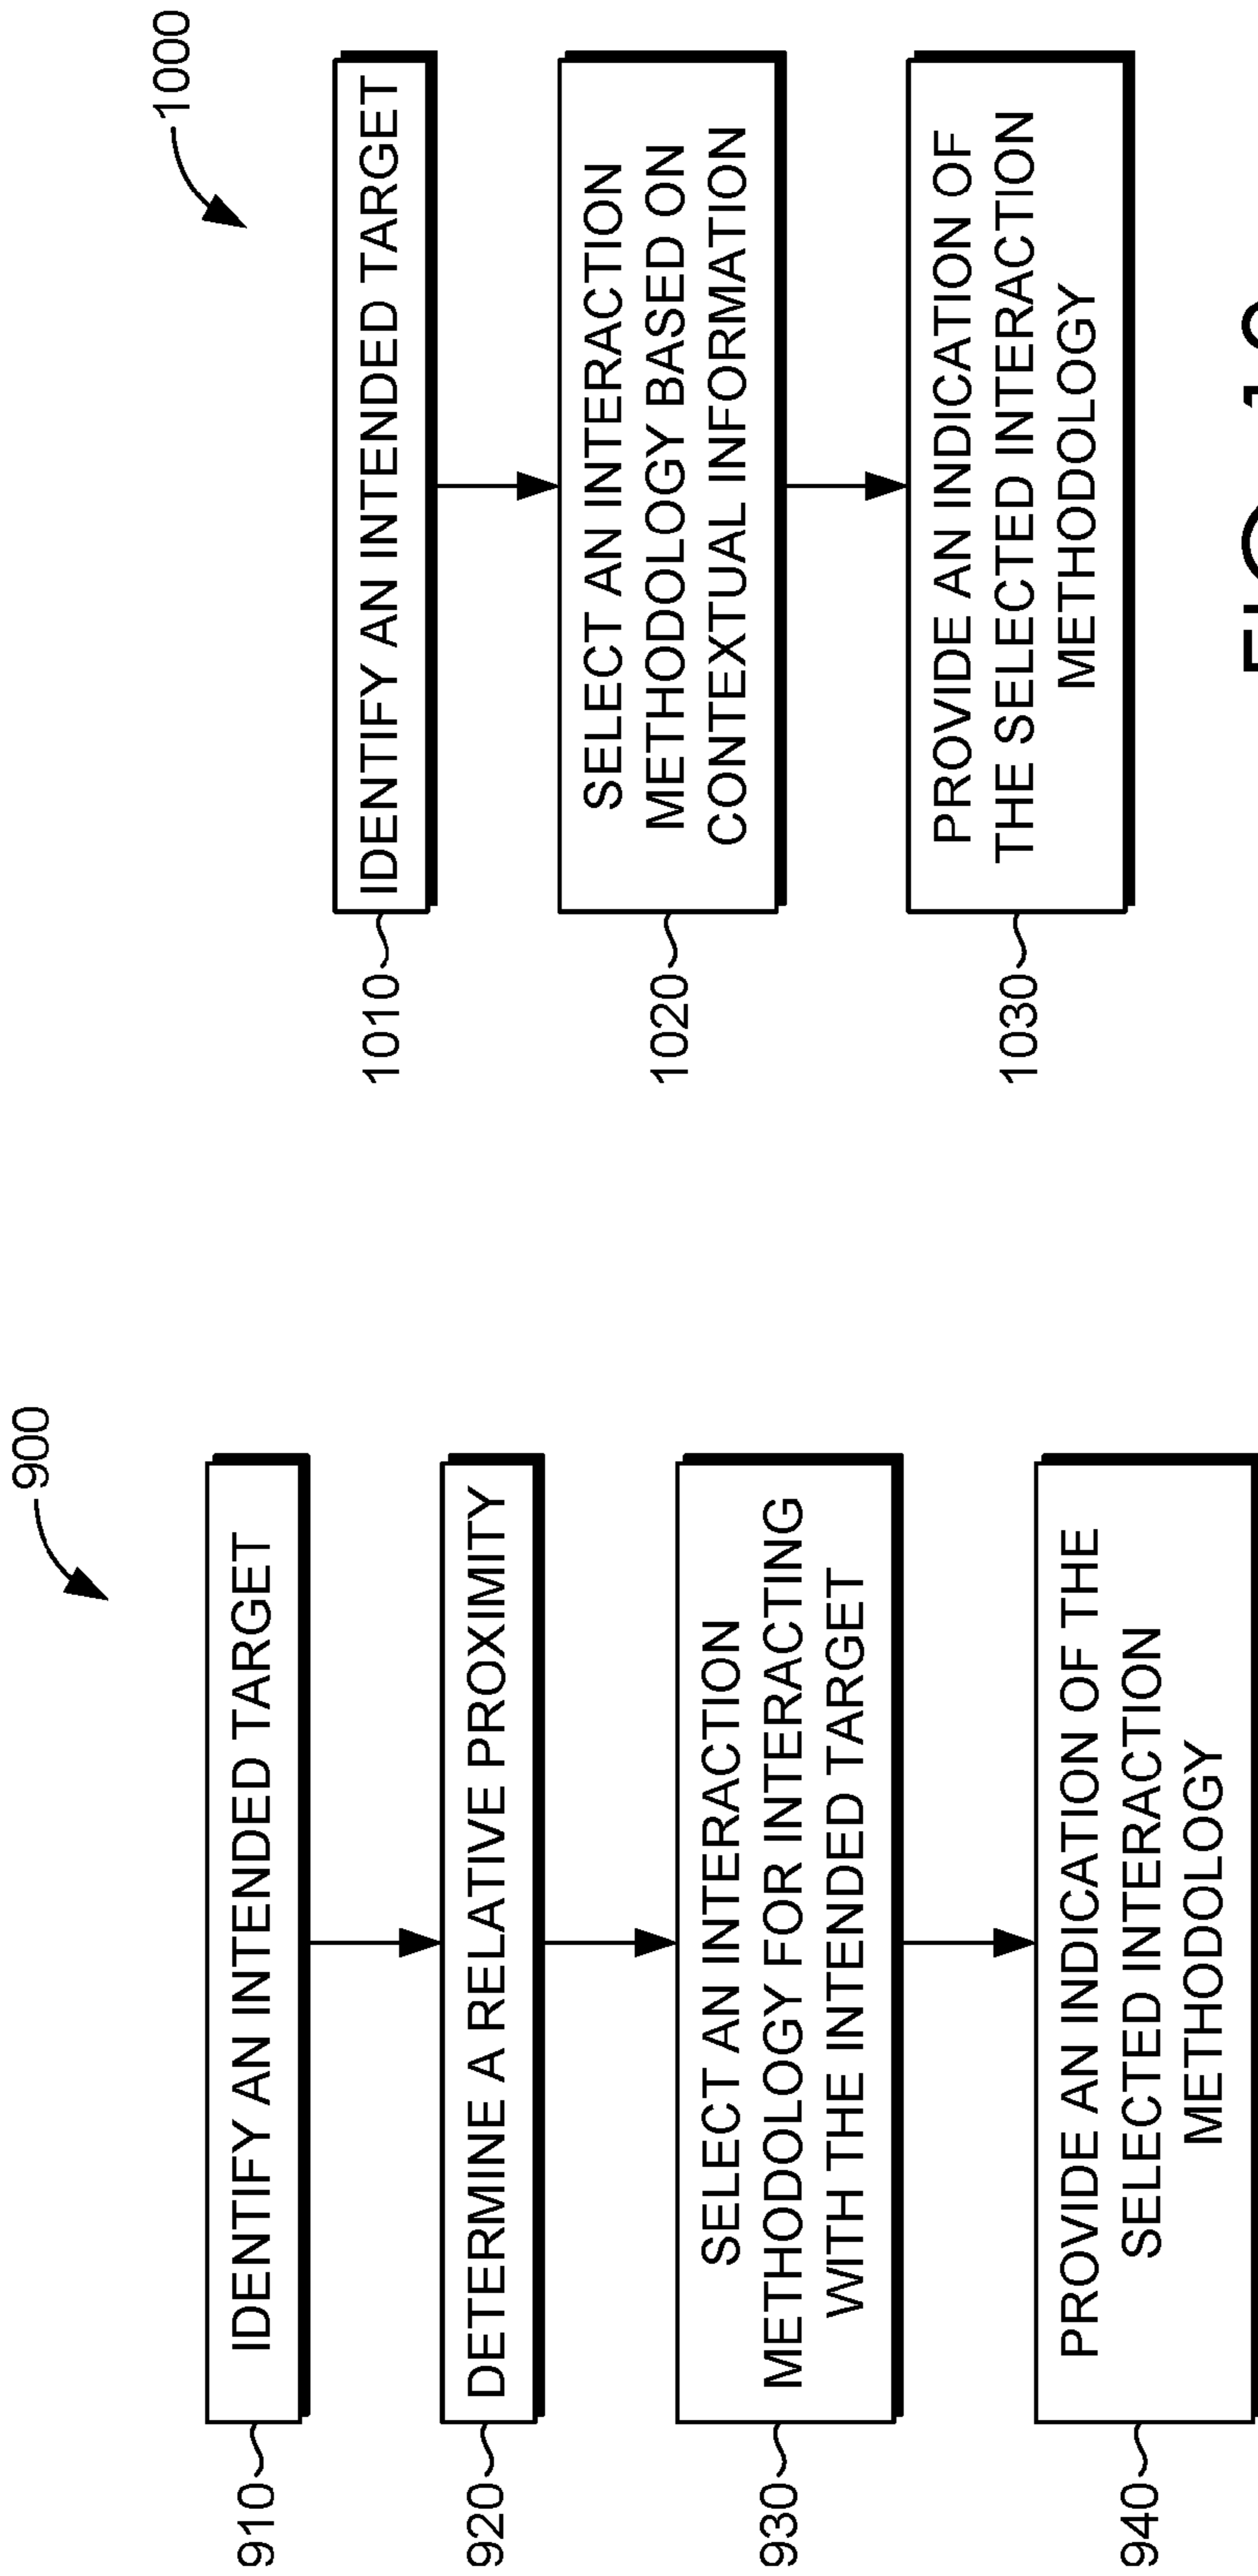 900
910
IDENTIFY AN INTENDED TARGET
920
DETERMINE A RELATIVE PROXIMITY
930
SELECT AN INTERACTION
METHODOLOGY FOR INTERACTING
WITH THE INTENDED TARGET
940
PROVIDE AN INDICATION OF THE
SELECTED INTERACTION
METHODOLOGY
1000
1010
IDENTIFY AN INTENDED TARGET
1020
SELECT AN INTERACTION
METHODOLOGY BASED ON
CONTEXTUAL INFORMATION
1030
PROVIDE AN INDICATION OF
THE SELECTED INTERACTION
METHODOLOGY